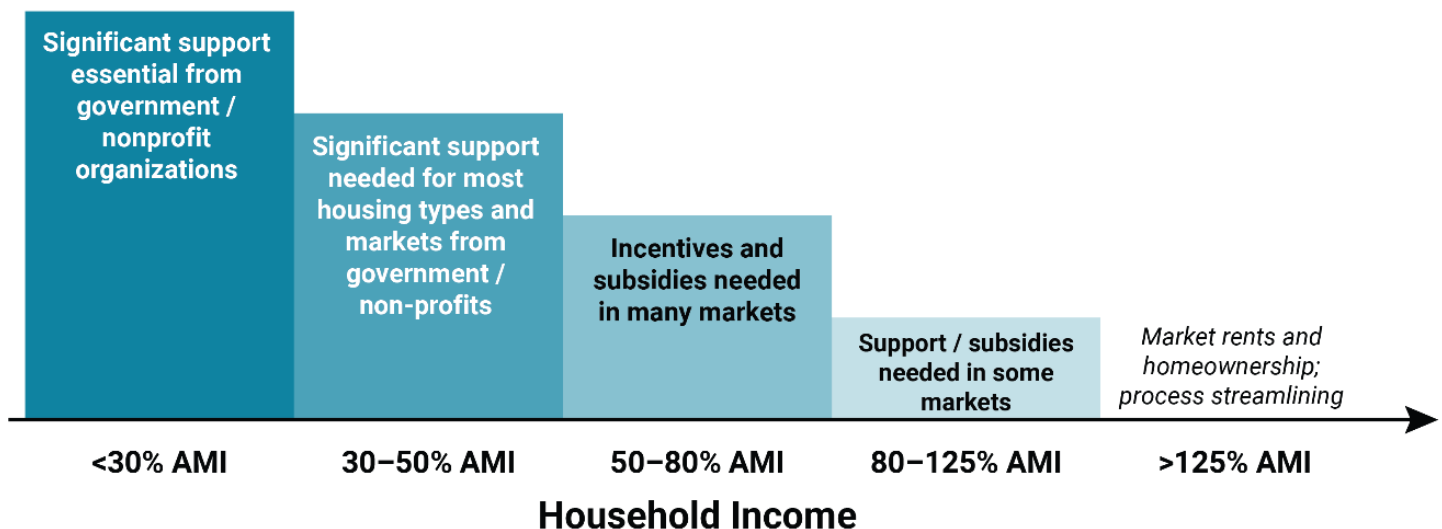 Significant support
essential from
government /
nonprofit
organizations
Significant support
needed for most
housing types and
markets from
government /
non-profits
Incentives and
subsidies needed
in many markets
Support / subsidies
needed in some
markets
Market rents and
homeownership;
process streamlining
<30% AMI
30–50% AMI
50–80% AMI
80–125% AMI
>125% AMI
Household Income